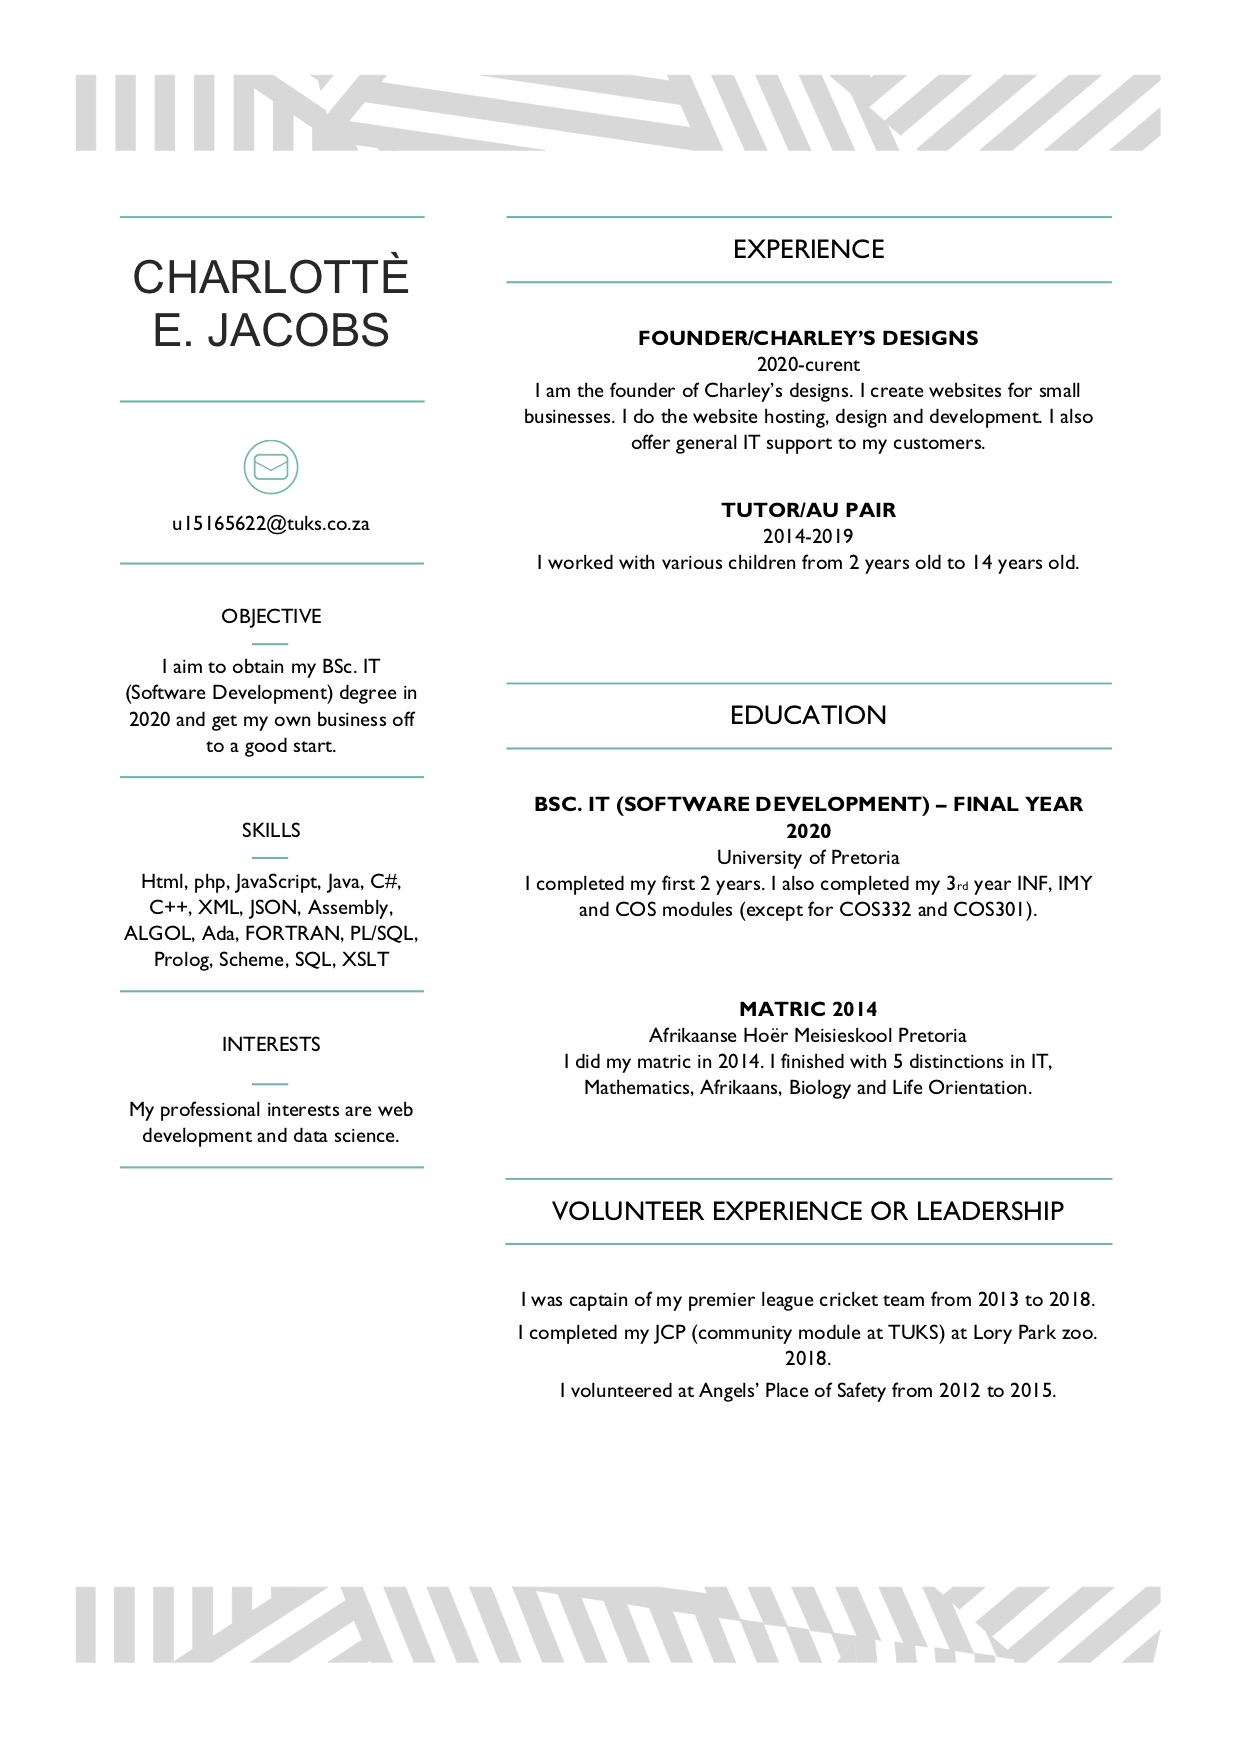 CHARLOTTÈ
E. JACOBS
u15165622@tuks.co.za
OBJECTIVE
I aim to obtain my BSc. IT
(Software Development) degree in
2020 and get my own business off
to a good start.
SKILLS
Html, php, JavaScript, Java, C#,
C++, XML, JSON, Assembly,
ALGOL, Ada, FORTRAN, PL/SQL,
Prolog, Scheme, SQL, XSLT
INTERESTS
My professional interests are web
development and data science.
EXPERIENCE
FOUNDER/CHARLEY’S DESIGNS
2020-curent
I am the founder of Charley’s designs. I create websites for small
businesses. I do the website hosting, design and development. I also
offer general IT support to my customers.
TUTOR/AU PAIR
2014-2019
I worked with various children from 2 years old to 14 years old.
EDUCATION
BSC. IT (SOFTWARE DEVELOPMENT) – FINAL YEAR
2020
University of Pretoria
I completed my first 2 years. I also completed my 3rd year INF, IMY
and COS modules (except for COS332 and COS301).
MATRIC 2014
Afrikaanse Hoër Meisieskool Pretoria
I did my matric in 2014. I finished with 5 distinctions in IT,
Mathematics, Afrikaans, Biology and Life Orientation.
VOLUNTEER EXPERIENCE OR LEADERSHIP
I was captain of my premier league cricket team from 2013 to 2018.
I completed my JCP (community module at TUKS) at Lory Park zoo.
2018.
I volunteered at Angels’ Place of Safety from 2012 to 2015.